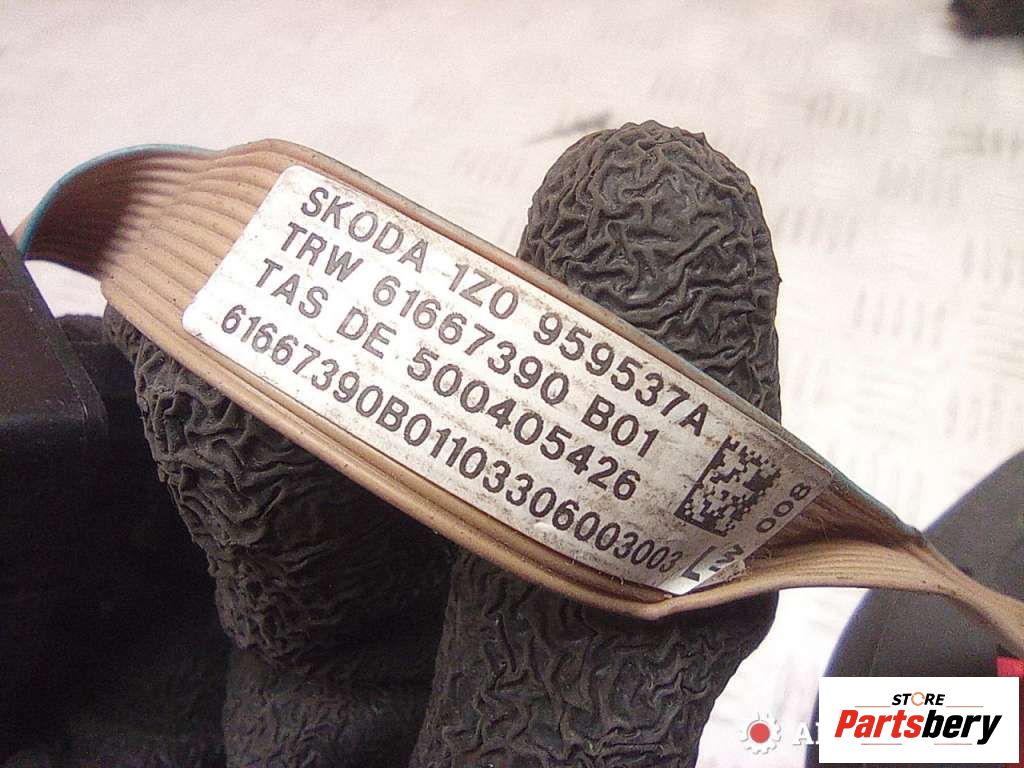 SKODA 1Z0 959537A
TRW 61667390 B01
TAS DE 500405426
61667390B01103306003003
008
STORE
Partsbery